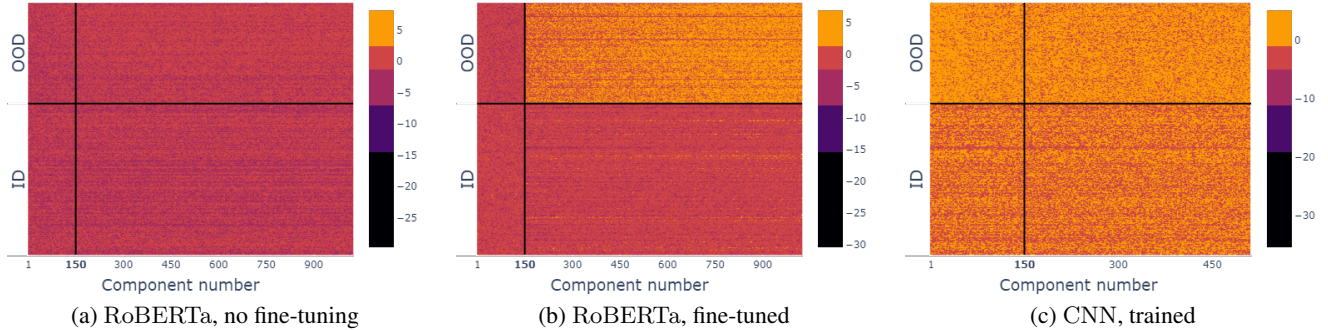 OOD
ID
1 150 300 450 600 750 900
Component number
5
0
−5
−10
−15
−20
−25
(a) RoBERTa, no fine-tuning
OOD
ID
1 150 300 450 600 750 900
Component number
5
0
−5
−10
−15
−20
−25
−30
(b) RoBERTa, fine-tuned
OOD
ID
1 150 300 450
Component number
0
−10
−20
−30
(c) CNN, trained